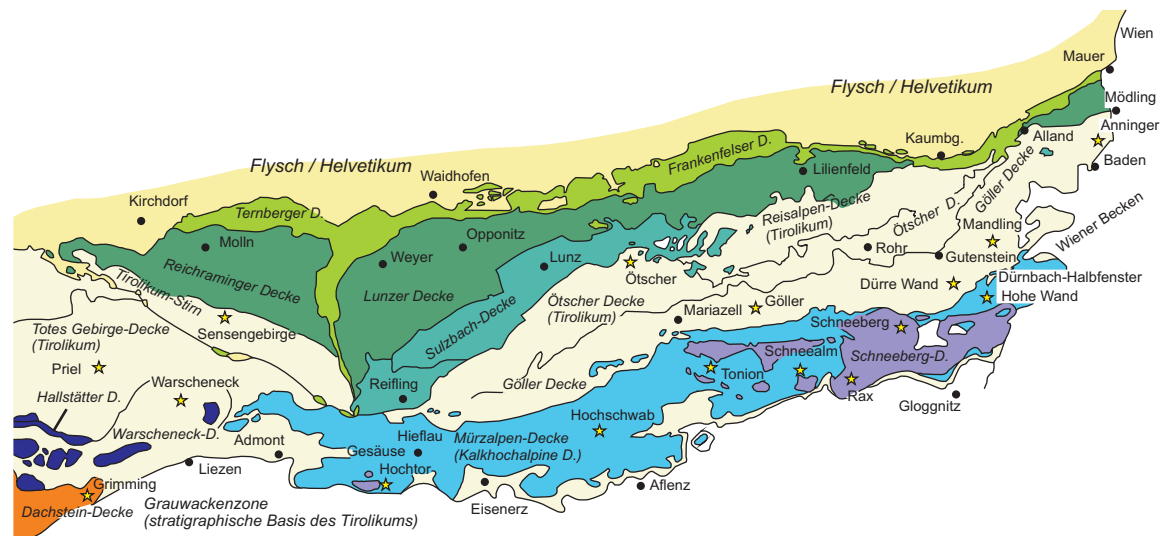 Wien
Mauer
Flysch / Helvetikum
Mödling
Anninger
Kaumbg.
Alland
Flysch / Helvetikum
Frankenfelser D.
Baden
Waidhofen
Lilienfeld
Göller Decke
Kirchdorf
Ternberger D.
Reisalpen-Decke
(Tirolikum)
Ötscher D.
Wiener Becken
Mandling
Molln
Opponitz
Rohr
Gutenstein
Reichraminger Decke
Weyer
Lunz
Ötscher
Dürnbach-Halbfenster
Tirolikum-Stirn
Lunzer Decke
Dürre Wand
Hohe Wand
Ötscher Decke
(Tirolikum)
Mariazell
Göller
Totes Gebirge-Decke
(Tirolikum)
Sensengebirge
Sulzbach-Decke
Schneeberg
Priel
Schneealm
Schneeberg-D.
Warscheneck
Reifling
Göller Decke
Tonion
Hallstätter D.
Rax
Gloggnitz
Hochschwab
Warscheneck-D.
Admont
Hieflau
Mürzalpen-Decke
(Kalkhochalpine D.)
Gesäuse
Liezen
Hochtor
Grimming
Eisenerz
Aflenz
Dachstein-Decke
Grauwackenzone
(stratigraphische Basis des Tirolikums)